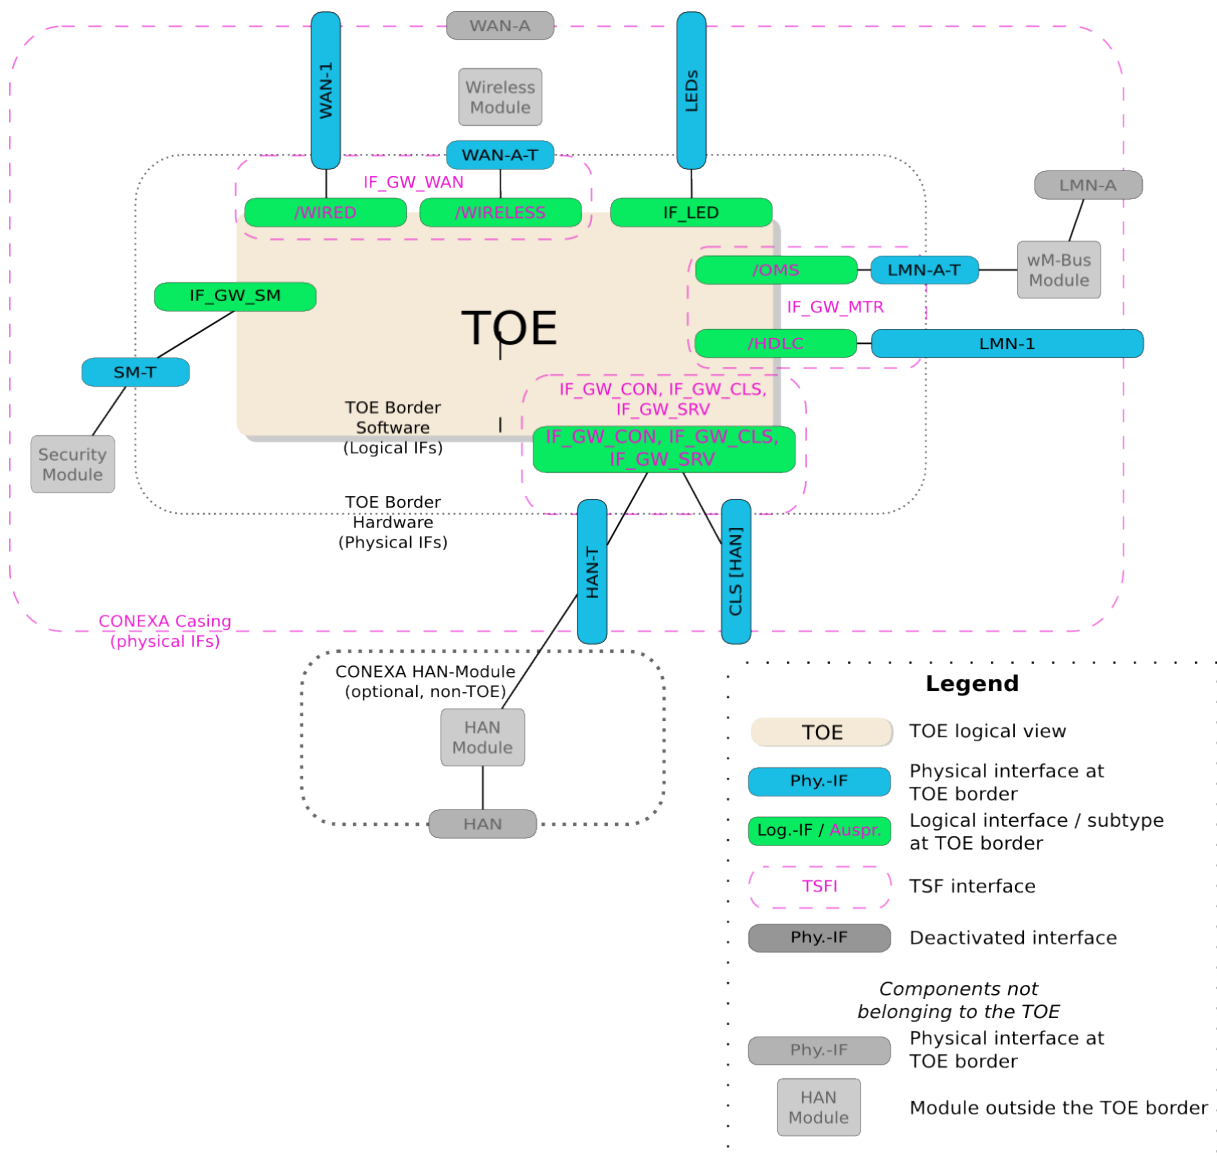 WAN-A
WAN-1
Wireless
Module
LEDs
WAN-A-T
IF_GW_WAN
/WIRED
/WIRELESS
IF_LED
LMN-A
wM-Bus
Module
/OMS
LMN-A-T
IF_GW_SM
IF_GW_MTR
TOE
/HDLC
LMN-1
SM-T
IF_GW_CON, IF_GW_CLS,
IF_GW_SRV
TOE Border
Software
(Logical IFs)
IF_GW_CON, IF_GW_CLS,
IF_GW_SRV
Security
Module
TOE Border
Hardware
(Physical IFs)
HAN-T
CLS [HAN]
CONEXA Casing
(physical IFs)
CONEXA HAN-Module
(optional, non-TOE)
HAN
Module
HAN
Legend
TOE
TOE logical view
Phy.-IF
Physical interface at
TOE border
Log.-IF / Auspr.
Logical interface / subtype
at TOE border
TSFI
TSF interface
Phy.-IF
Deactivated interface
Components not
belonging to the TOE
Phy.-IF
Physical interface at
TOE border
HAN
Module
Module outside the TOE border